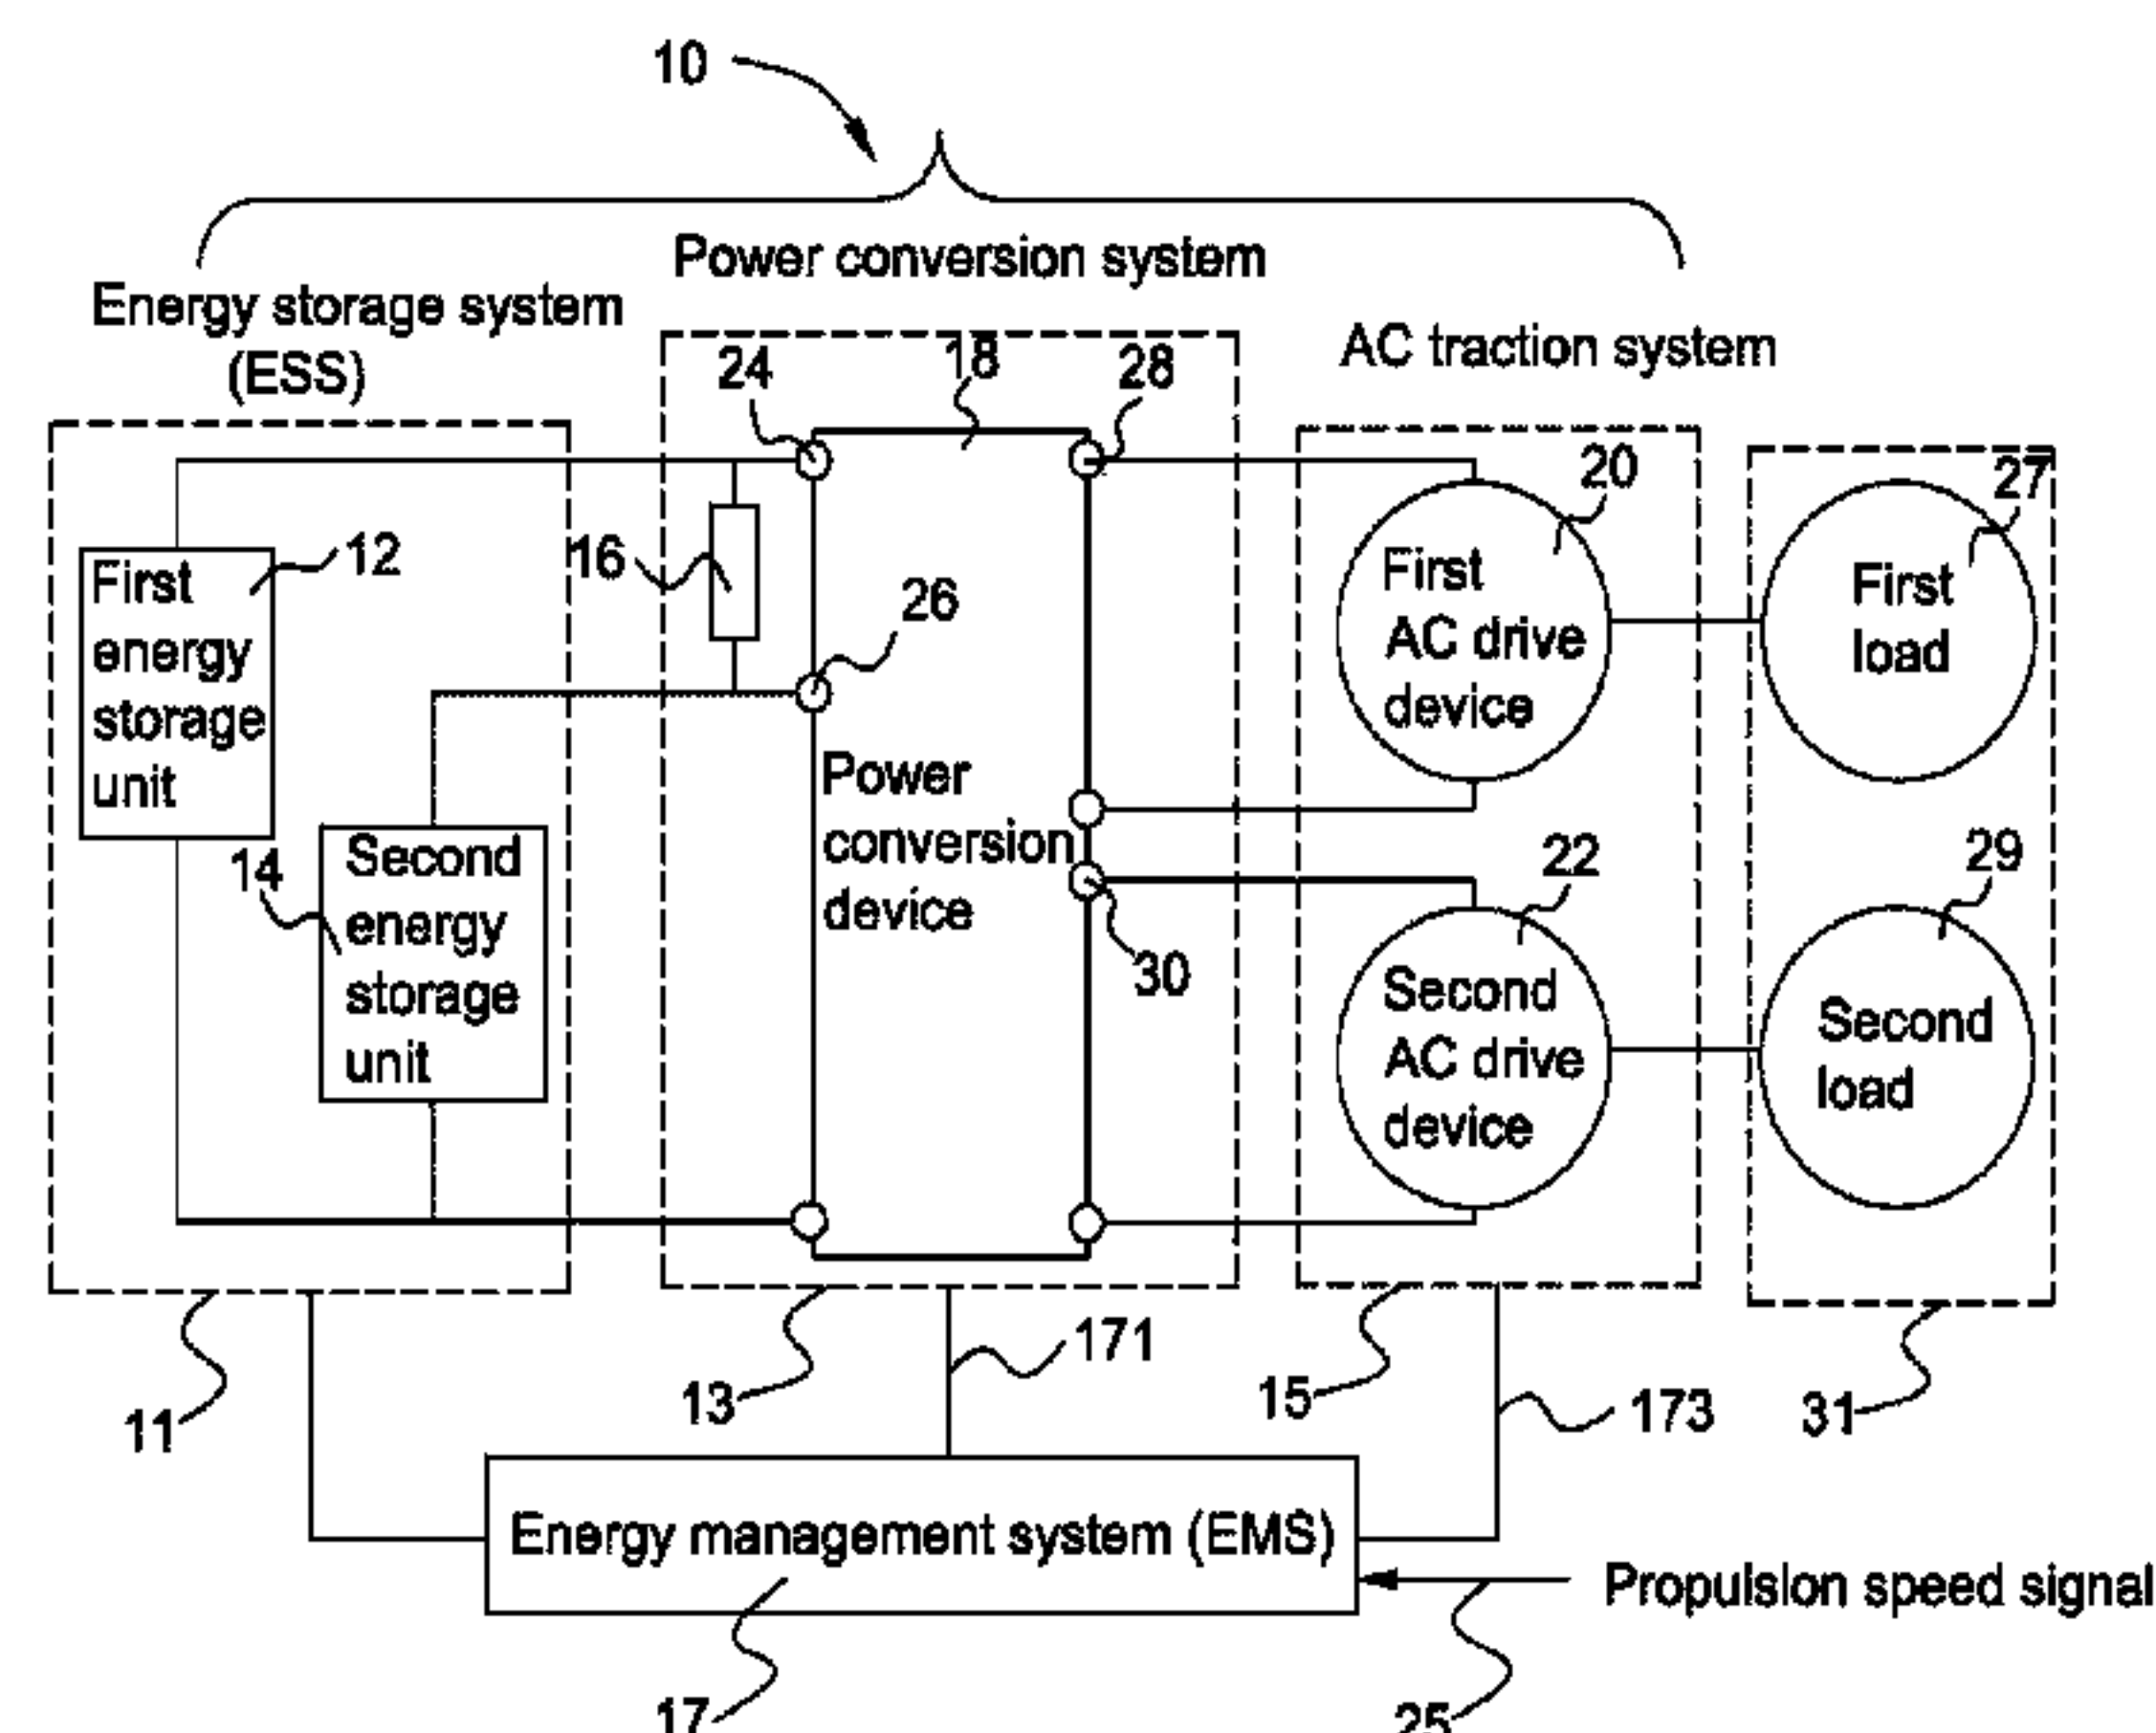 10
Power conversion system
Energy storage system
(ESS)
AC traction system
24
18
28
20
27
12
16
26
First
energy
storage
unit
First
AC drive
device
First
load
Power
conversion
device
14
Second
energy
storage
unit
22
29
30
Second
AC drive
device
Second
load
11
13
171
15
173
31
Energy management system (EMS)
Propulsion speed signal
17
25